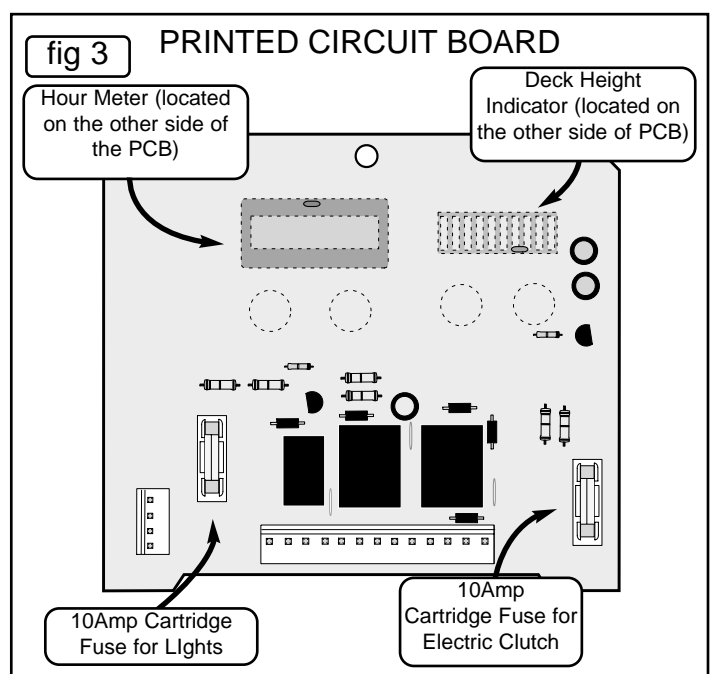 fig 3
PRINTED CIRCUIT BOARD
Hour Meter (located
on the other side of
the PCB)
Deck Height
Indicator (located on
the other side of PCB)
10Amp Cartridge
Fuse for LIghts
10Amp
Cartridge Fuse for
Electric Clutch